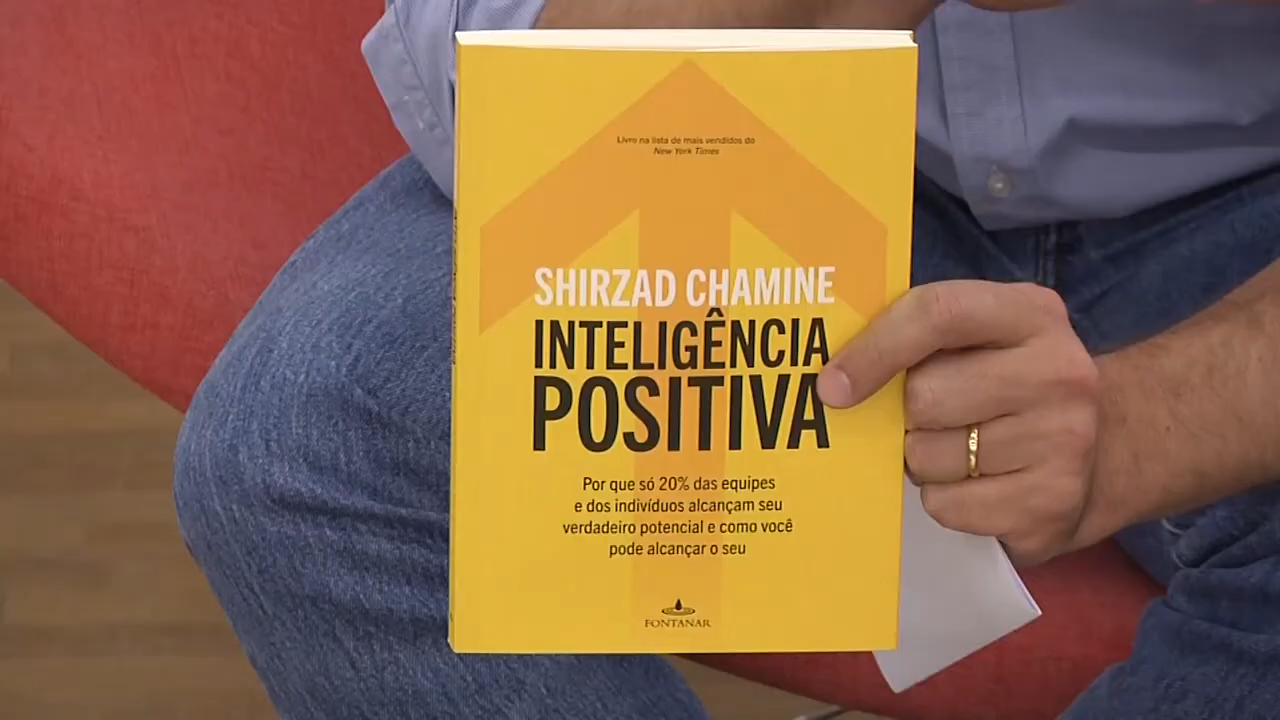 Livro na lista de mais vendidos do
New York Times
SHIRZAD CHAMINE
INTELIGÊNCIA
POSITIVA
Por que só 20% das equipes
e dos indivíduos alcançam seu
verdadeiro potencial e como você
pode alcançar o seu
FONTANAR